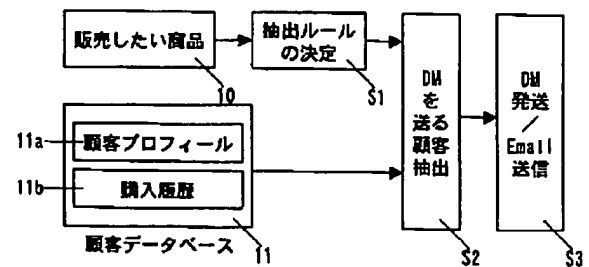 販売したい商品
10
抽出ルール
の決定
S1
11a
顧客プロフィール
11b
購入履歴
顧客データベース
11
DM
を
送る
顧客
抽出
S2
DM
発送
/
Email
送信
S3